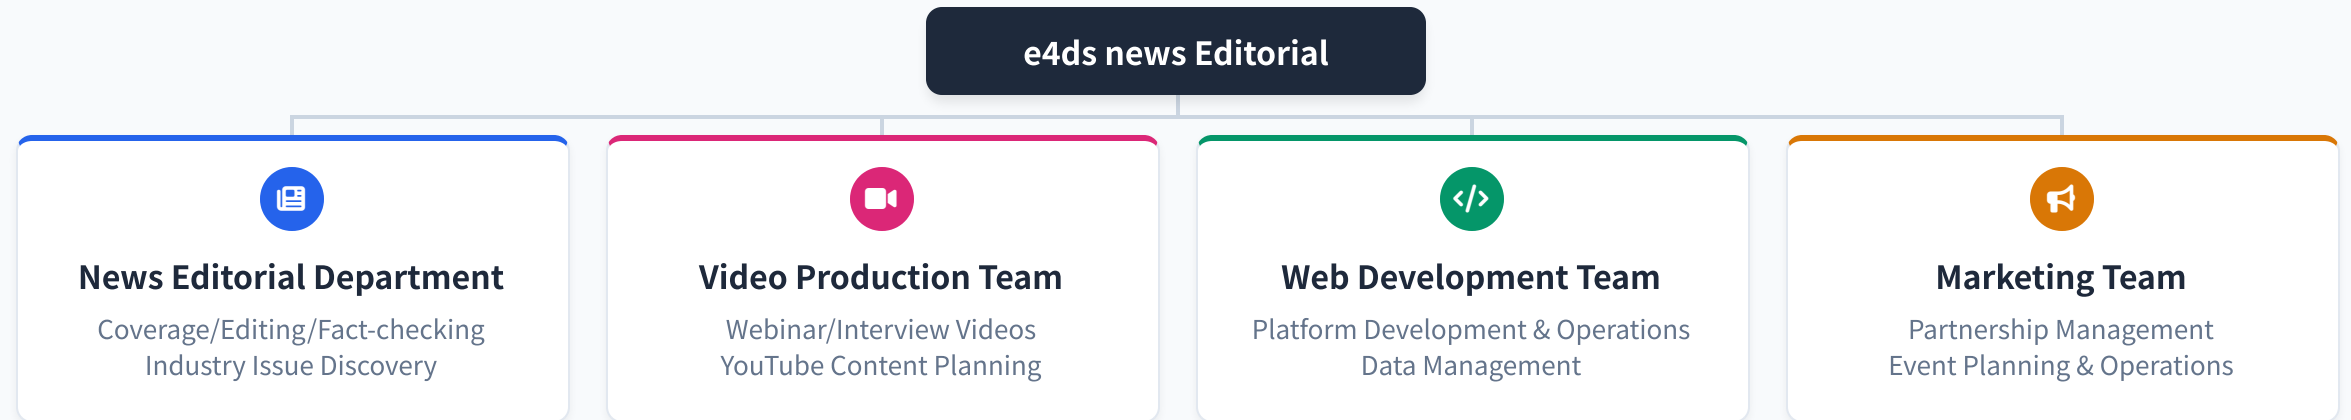 e4ds news Editorial
News Editorial Department
Coverage/Editing/Fact-checking
Industry Issue Discovery
Video Production Team
Webinar/Interview Videos
YouTube Content Planning
Web Development Team
Platform Development & Operations
Data Management
Marketing Team
Partnership Management
Event Planning & Operations